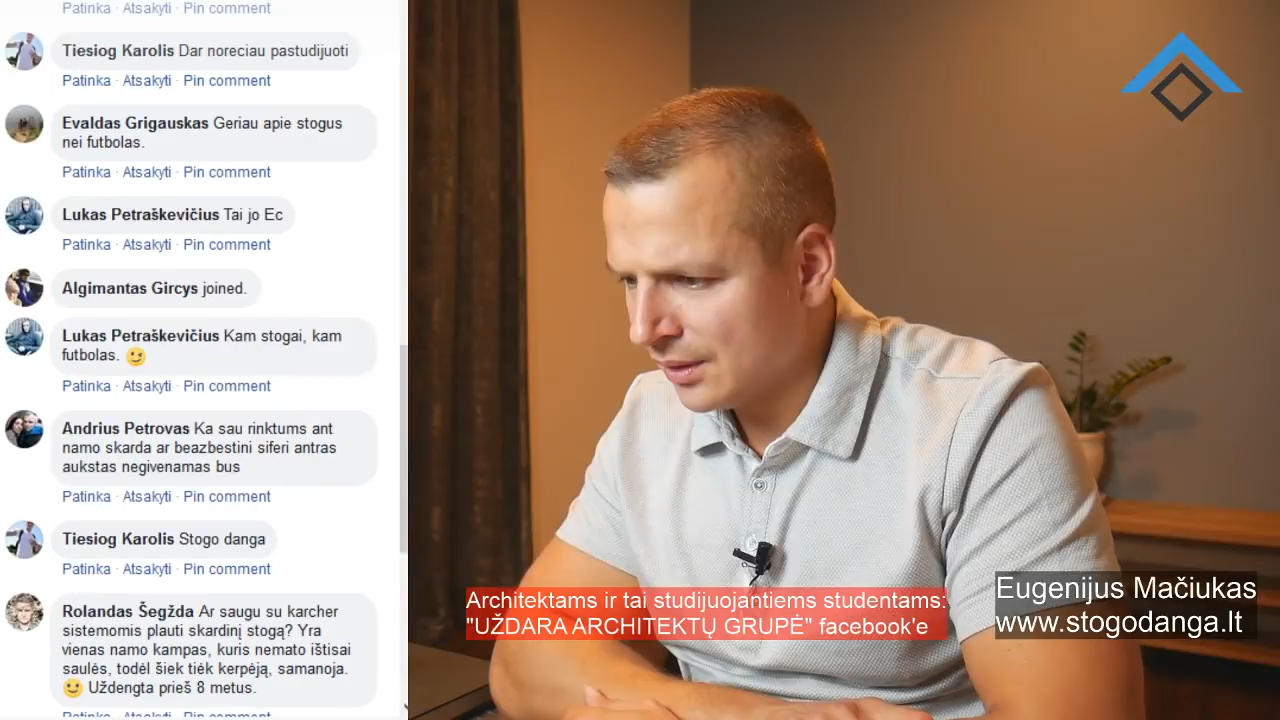 Patinka · Atsakyti · Pin comment
Tiesiog Karolis Dar noreciau pastudijuoti
Patinka · Atsakyti · Pin comment
Evaldas Grigauskas Geriau apie stogus
nei futbolas.
Patinka · Atsakyti · Pin comment
Lukas Petraškevičius Tai jo Ec
Patinka · Atsakyti · Pin comment
Algimantas Gircys joined.
Lukas Petraškevičius Kam stogai, kam
futbolas. 😉
Patinka · Atsakyti · Pin comment
Andrius Petrovas Ka sau rinktums ant
namo skarda ar beazbestini siferi antras
aukstas negivenamas bus
Patinka · Atsakyti · Pin comment
Tiesiog Karolis Stogo danga
Patinka · Atsakyti · Pin comment
Rolandas Šegžda Ar saugu su karcher
sistemomis plauti skardinį stogą? Yra
vienas namo kampas, kuris nemato ištisai
saulės, todėl šiek tiėk kerpėją, samanoja.
😉 Uždengta prieš 8 metus.
Patinka · Atsakyti · Pin comment
Architektams ir tai studijuojantiems studentams:
"UŽDARA ARCHITEKTŲ GRUPĖ" facebook'e
Eugenijus Mačiukas
www.stogodanga.lt